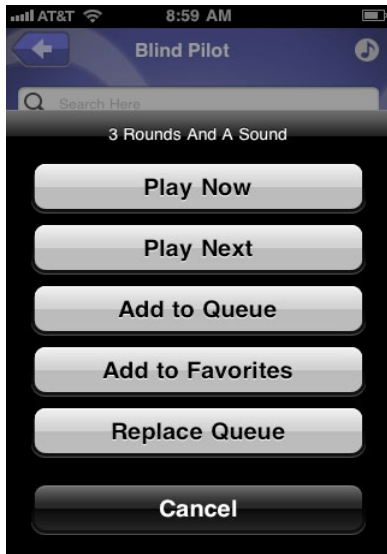 AT&T 8:59 AM
Blind Pilot
Search Here
3 Rounds And A Sound
Play Now
Play Next
Add to Queue
Add to Favorites
Replace Queue
Cancel